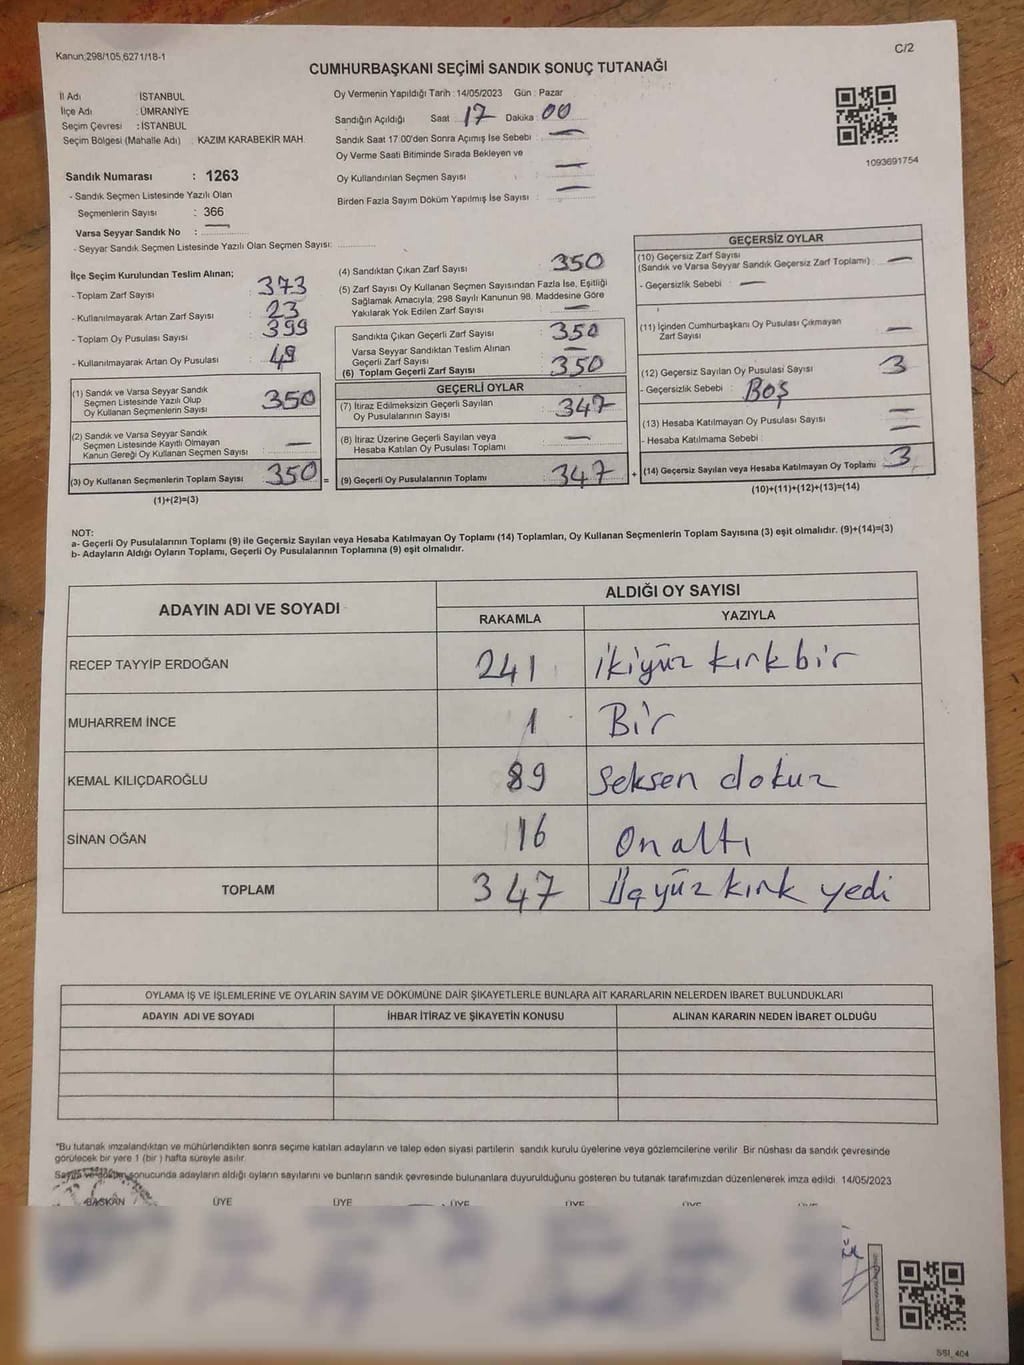 Kanun;298/105,6271/18-1
C/2
CUMHURBAŞKANI SEÇİMİ SANDIK SONUÇ TUTANAĞI
İl Adı : İSTANBUL
İlçe Adı : ÜMRANİYE
Seçim Çevresi : İSTANBUL
Seçim Bölgesi (Mahalle Adı) : KAZIM KARABEKİR MAH.
Sandık Numarası : 1263
- Sandık Seçmen Listesinde Yazılı Olan
Seçmenlerin Sayısı : 366
Varsa Seyyar Sandık No : —
- Seyyar Sandık Seçmen Listesinde Yazılı Olan Seçmen Sayısı:
Oy Vermenin Yapıldığı Tarih : 14/05/2023 Gün : Pazar
Sandığın Açıldığı Saat 17 Dakika : 00
Sandık Saat 17:00'den Sonra Açımış İse Sebebi : —
Oy Verme Saati Bitiminde Sırada Bekleyen ve
Oy Kullandırılan Seçmen Sayısı : —
Birden Fazla Sayım Döküm Yapılmış İse Sayısı : —
1093691754
İlçe Seçim Kurulundan Teslim Alınan;
- Toplam Zarf Sayısı : 373
- Kullanılmayarak Artan Zarf Sayısı : 23
- Toplam Oy Pusulası Sayısı : 399
- Kullanılmayarak Artan Oy Pusulası : 49
(1) Sandık ve Varsa Seyyar Sandık
Seçmen Listesinde Yazılı Olup
Oy Kullanan Seçmenlerin Sayısı : 350
(2) Sandık ve Varsa Seyyar Sandık
Seçmen Listesinde Kayıtlı Olmayan
Kanun Gereği Oy Kullanan Seçmen Sayısı : —
(3) Oy Kullanan Seçmenlerin Toplam Sayısı : 350 =
(1)+(2)=(3)
(4) Sandıktan Çıkan Zarf Sayısı : 350
(5) Zarf Sayısı Oy Kullanan Seçmen Sayısından Fazla İse, Eşitliği
Sağlamak Amacıyla; 298 Sayılı Kanunun 98. Maddesine Göre
Yakılarak Yok Edilen Zarf Sayısı : —
Sandıkta Çıkan Geçerli Zarf Sayısı : 350
Varsa Seyyar Sandıktan Teslim Alınan
Geçerli Zarf Sayısı : —
(6) Toplam Geçerli Zarf Sayısı : 350
GEÇERLİ OYLAR
(7) İtiraz Edilmeksizin Geçerli Sayılan
Oy Pusulalarının Sayısı : 347
(8) İtiraz Üzerine Geçerli Sayılan veya
Hesaba Katılan Oy Pusulası Toplamı : —
(9) Geçerli Oy Pusulalarının Toplamı : 347 +
GEÇERSİZ OYLAR
(10) Geçersiz Zarf Sayısı
(Sandık ve Varsa Seyyar Sandık Geçersiz Zarf Toplamı) : —
- Geçersizlik Sebebi : —
(11) İçinden Cumhurbaşkanı Oy Pusulası Çıkmayan
Zarf Sayısı : —
(12) Geçersiz Sayılan Oy Pusulası Sayısı : 3
- Geçersizlik Sebebi : BOŞ
(13) Hesaba Katılmayan Oy Pusulası Sayısı : —
- Hesaba Katılmama Sebebi : —
(14) Geçersiz Sayılan veya Hesaba Katılmayan Oy Toplamı : 3
(10)+(11)+(12)+(13)=(14)
NOT:
a- Geçerli Oy Pusulalarının Toplamı (9) ile Geçersiz Sayılan veya Hesaba Katılmayan Oy Toplamı (14) Toplamları, Oy Kullanan Seçmenlerin Toplam Sayısına (3) eşit olmalıdır. (9)+(14)=(3)
b- Adayların Aldığı Oyların Toplamı, Geçerli Oy Pusulalarının Toplamına (9) eşit olmalıdır.
ADAYIN ADI VE SOYADI
ALDIĞI OY SAYISI
RAKAMLA YAZIYLA
RECEP TAYYİP ERDOĞAN 241 ikiyüz kırkbir
MUHARREM İNCE 1 Bir
KEMAL KILIÇDAROĞLU 89 seksen dokuz
SİNAN OĞAN 16 On altı
TOPLAM 347 Üçyüz kırk yedi
OYLAMA İŞ VE İŞLEMLERİNE VE OYLARIN SAYIM VE DÖKÜMÜNE DAİR ŞİKAYETLERLE BUNLARA AİT KARARLARIN NELERDEN İBARET BULUNDUKLARI
ADAYIN ADI VE SOYADI İHBAR İTİRAZ VE ŞİKAYETİN KONUSU ALINAN KARARIN NEDEN İBARET OLDUĞU
*Bu tutanak imzalandıktan ve mühürlendikten sonra seçime katılan adayların ve talep eden siyasi partilerin sandık kurulu üyelerine veya gözlemcilerine verilir. Bir nüshası da sandık çevresinde
görülecek bir yere 1 (bir) hafta süreyle asılır.
Sayım ve döküm sonucunda adayların aldığı oyların sayılarını ve bunların sandık çevresinde bulunanlara duyurulduğunu gösteren bu tutanak tarafımızdan düzenlenerek imza edildi. 14/05/2023
BAŞKAN ÜYE ÜYE ÜYE ÜYE ÜYE ÜYE
SSI_404